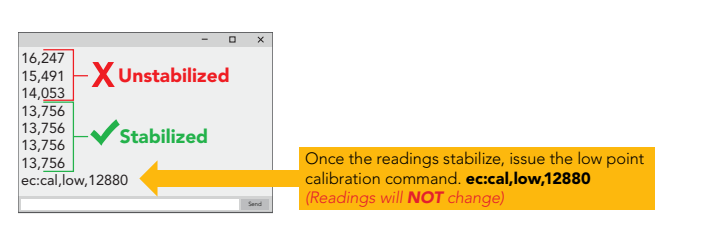 16,247
15,491
14,053
X Unstabilized
13,756
13,756
13,756
13,756
Stabilized
ec:cal,low,12880
Send
Once the readings stabilize, issue the low point
calibration command. ec:cal,low,12880
(Readings will NOT change)